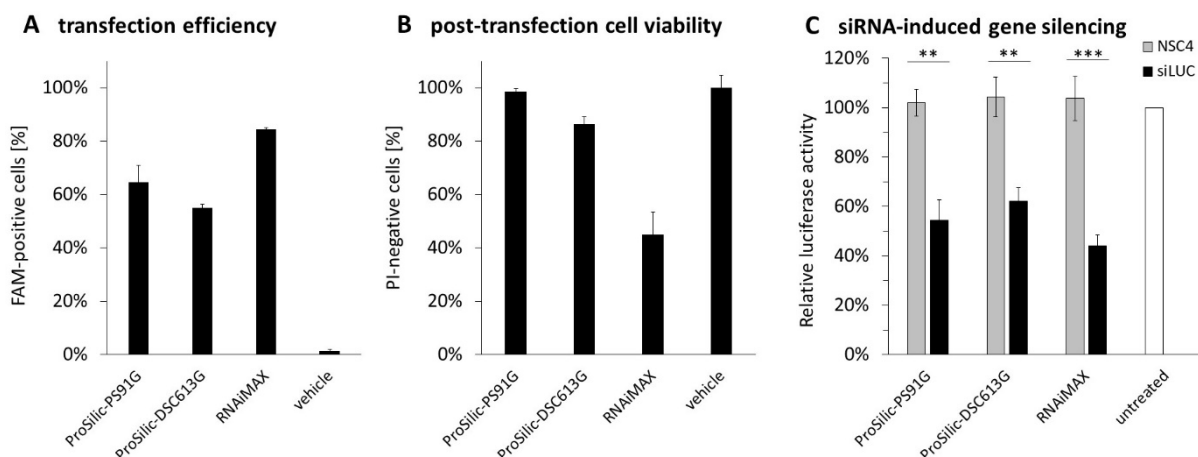 A transfection efficiency
FAM-positive cells [%]
100%
80%
60%
40%
20%
0%
ProSilic-PS91G
ProSilic-DSC613G
RNAiMAX
vehicle
B post-transfection cell viability
PI-negative cells [%]
100%
80%
60%
40%
20%
0%
ProSilic-PS91G
ProSilic-DSC613G
RNAiMAX
vehicle
C siRNA-induced gene silencing
Relative luciferase activity
120%
100%
80%
60%
40%
20%
0%
** ** ***
NSC4
siLUC
ProSilic-PS91G
ProSilic-DSC613G
RNAiMAX
untreated